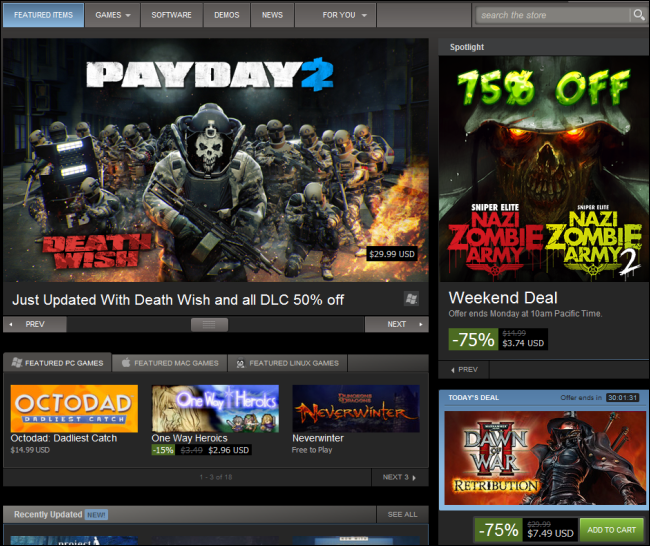 FEATURED ITEMS
GAMES
SOFTWARE
DEMOS
NEWS
FOR YOU
search the store
PAYDAY 2
DEATH WISH
$29.99 USD
Just Updated With Death Wish and all DLC 50% off
PREV
NEXT
Spotlight
75% OFF
SNIPER ELITE
NAZI
ZOMBIE
ARMY
SNIPER ELITE
NAZI
ZOMBIE
ARMY 2
Weekend Deal
Offer ends Monday at 10am Pacific Time.
-75%
$14.99
$3.74 USD
PREV
FEATURED PC GAMES
FEATURED MAC GAMES
FEATURED LINUX GAMES
OCTODAD
DADLIEST CATCH
Octodad: Dadliest Catch
$14.99 USD
One Way Heroics
One Way Heroics
-15%
$3.49
$2.96 USD
DUNGEONS & DRAGONS
NEVERWINTER
Neverwinter
Free to Play
1 - 3 of 18
NEXT 3
TODAY'S DEAL
Offer ends in
30:01:31
DAWN
OF
WAR
II
RETRIBUTION
-75%
$29.99
$7.49 USD
ADD TO CART
Recently Updated
NEW!
SEE ALL
project